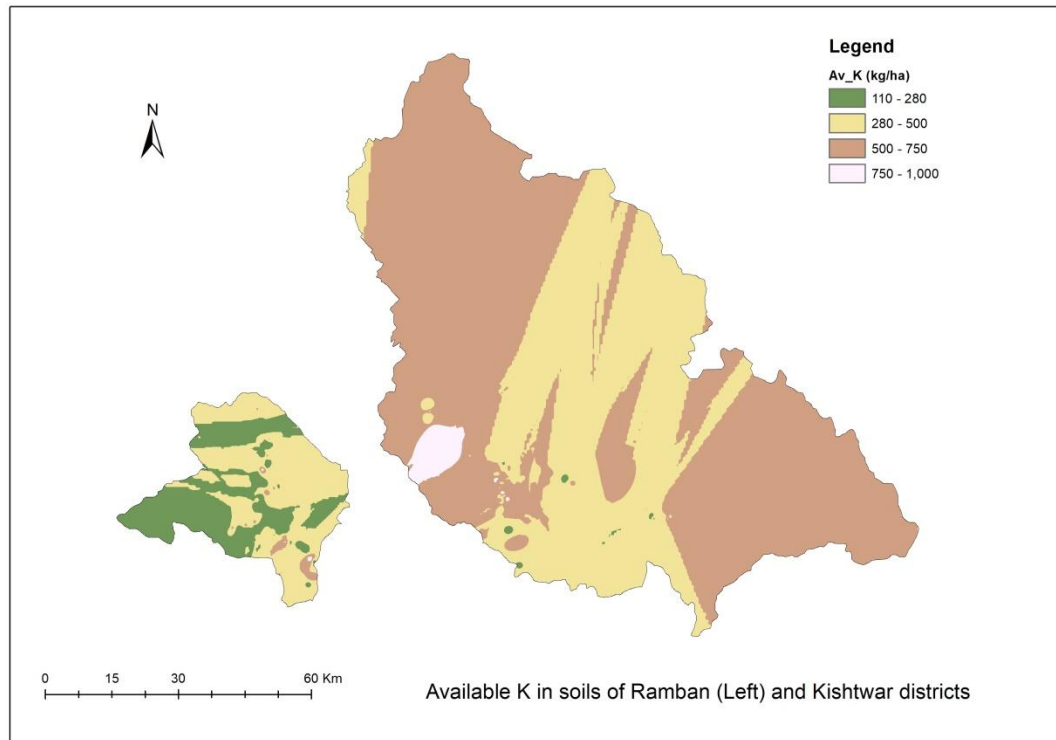 Legend
Av_K (kg/ha)
110 - 280
280 - 500
500 - 750
750 - 1,000
N
0 15 30 60 Km
Available K in soils of Ramban (Left) and Kishtwar districts